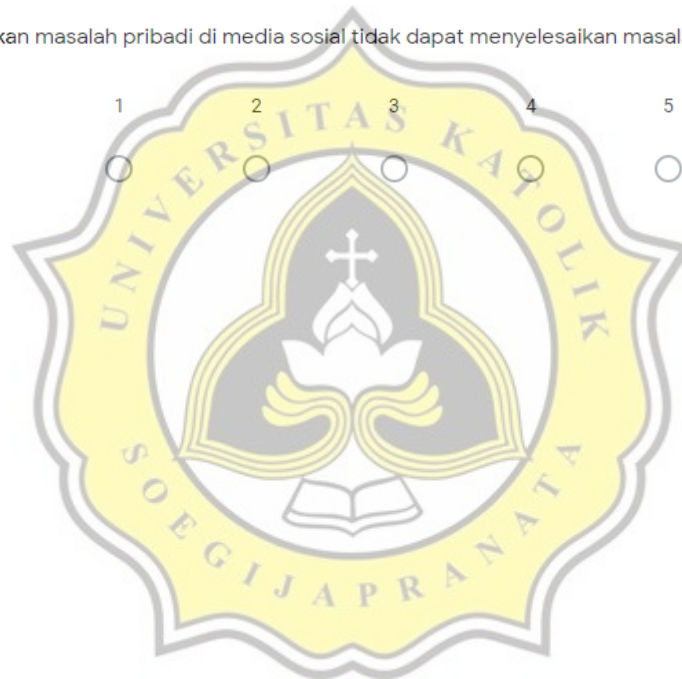 kan masalah pribadi di media sosial tidak dapat menyelesaikan masal
1 2 3 4 5
UNIVERSITAS KATOLIK
SOEGIJAPRANATA